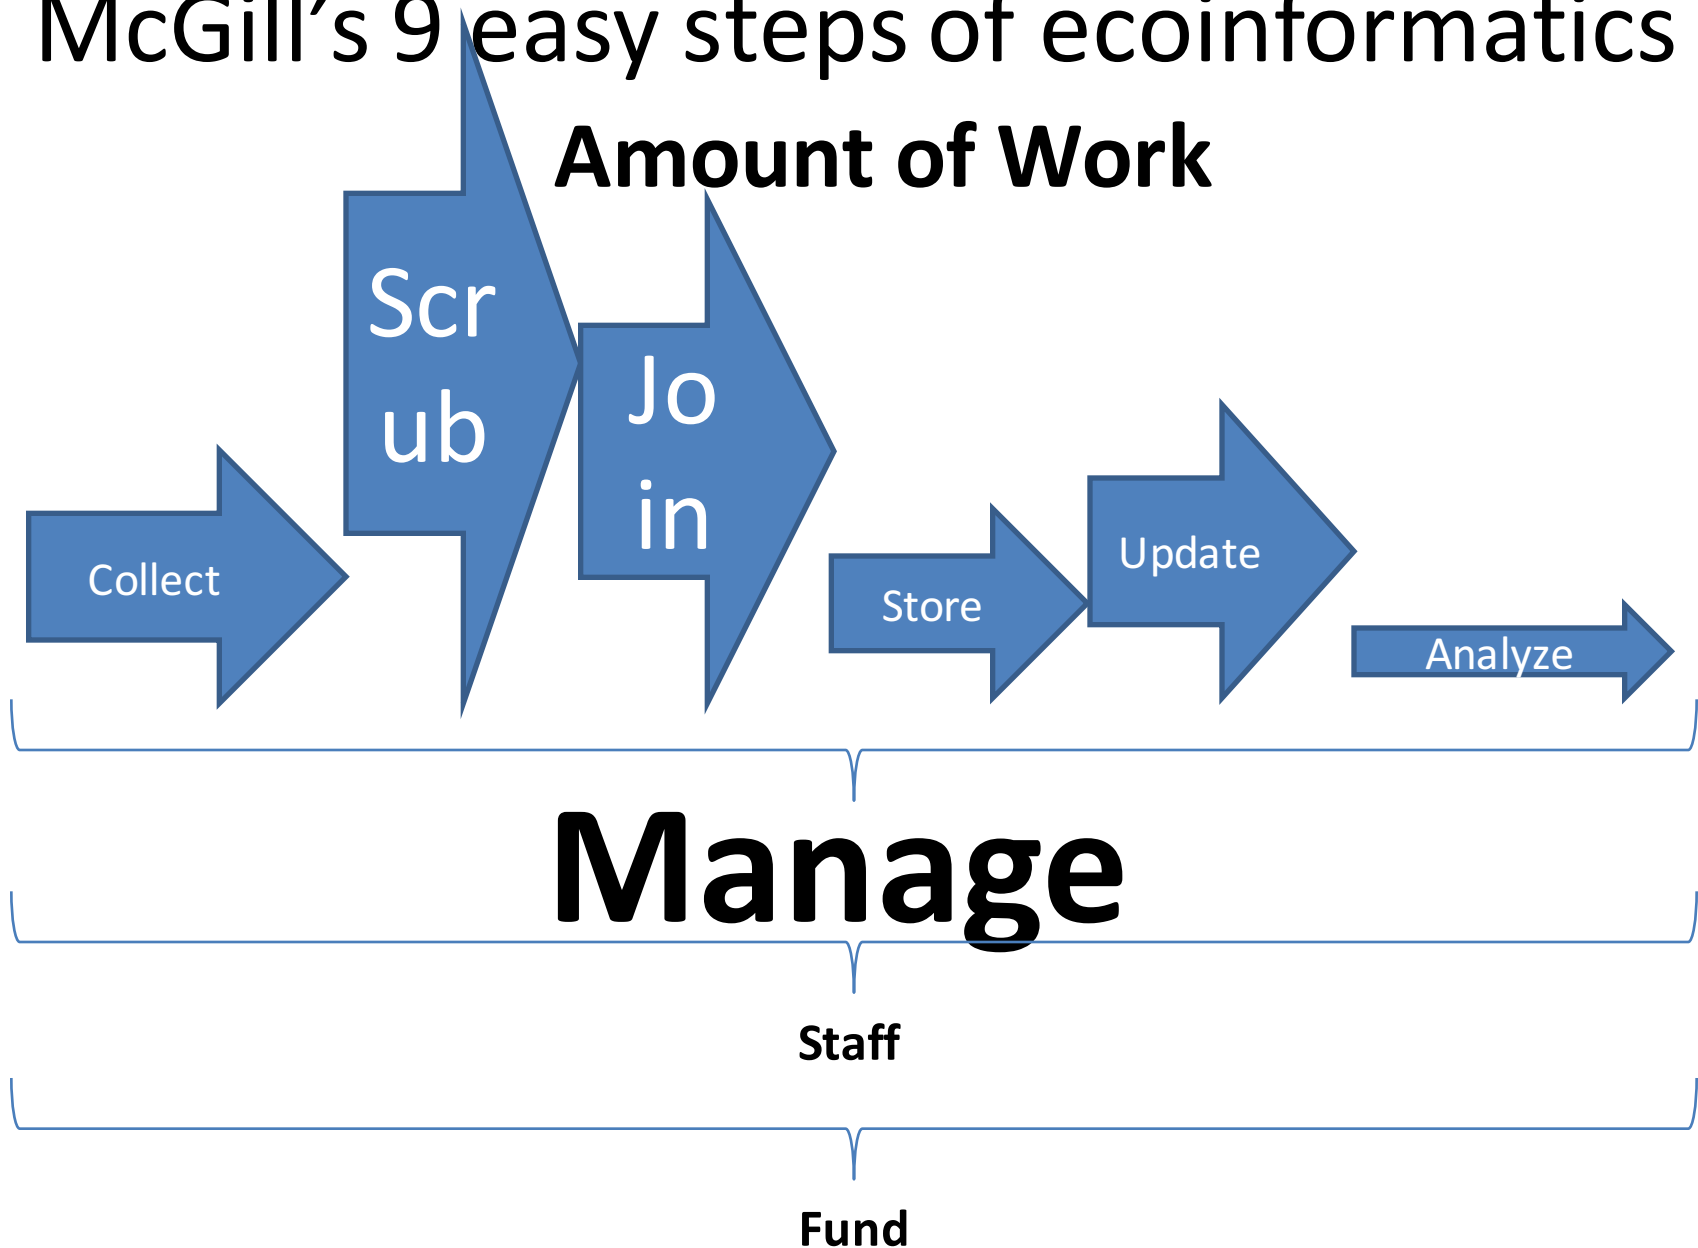 McGill’s 9 easy steps of ecoinformatics
Amount of Work
Scr
ub
Jo
in
Collect
Store
Update
Analyze
Manage
Staff
Fund